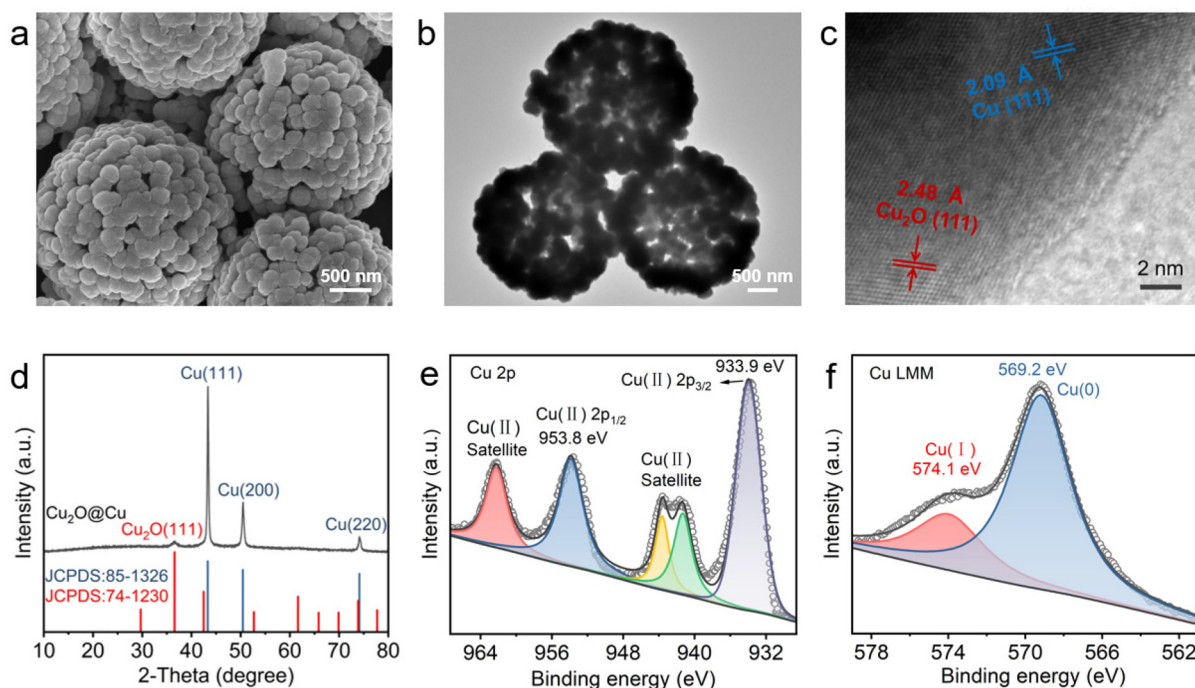 a
500 nm
b
500 nm
c
2.09 Å
Cu (111)
2.48 Å
Cu₂O (111)
2 nm
d
Cu(111)
Cu(200)
Cu₂O@Cu
Cu₂O(111)
Cu(220)
JCPDS:85-1326
JCPDS:74-1230
Intensity (a.u.)
10 20 30 40 50 60 70 80
2-Theta (degree)
e
Cu 2p
933.9 eV
Cu(Ⅱ) 2p₃/₂
Cu(Ⅱ) 2p₁/₂
953.8 eV
Cu(Ⅱ)
Satellite
Cu(Ⅱ)
Satellite
Intensity (a.u.)
964 956 948 940 932
Binding energy (eV)
f
Cu LMM
569.2 eV
Cu(0)
Cu(Ⅰ)
574.1 eV
Intensity (a.u.)
578 574 570 566 562
Binding energy (eV)